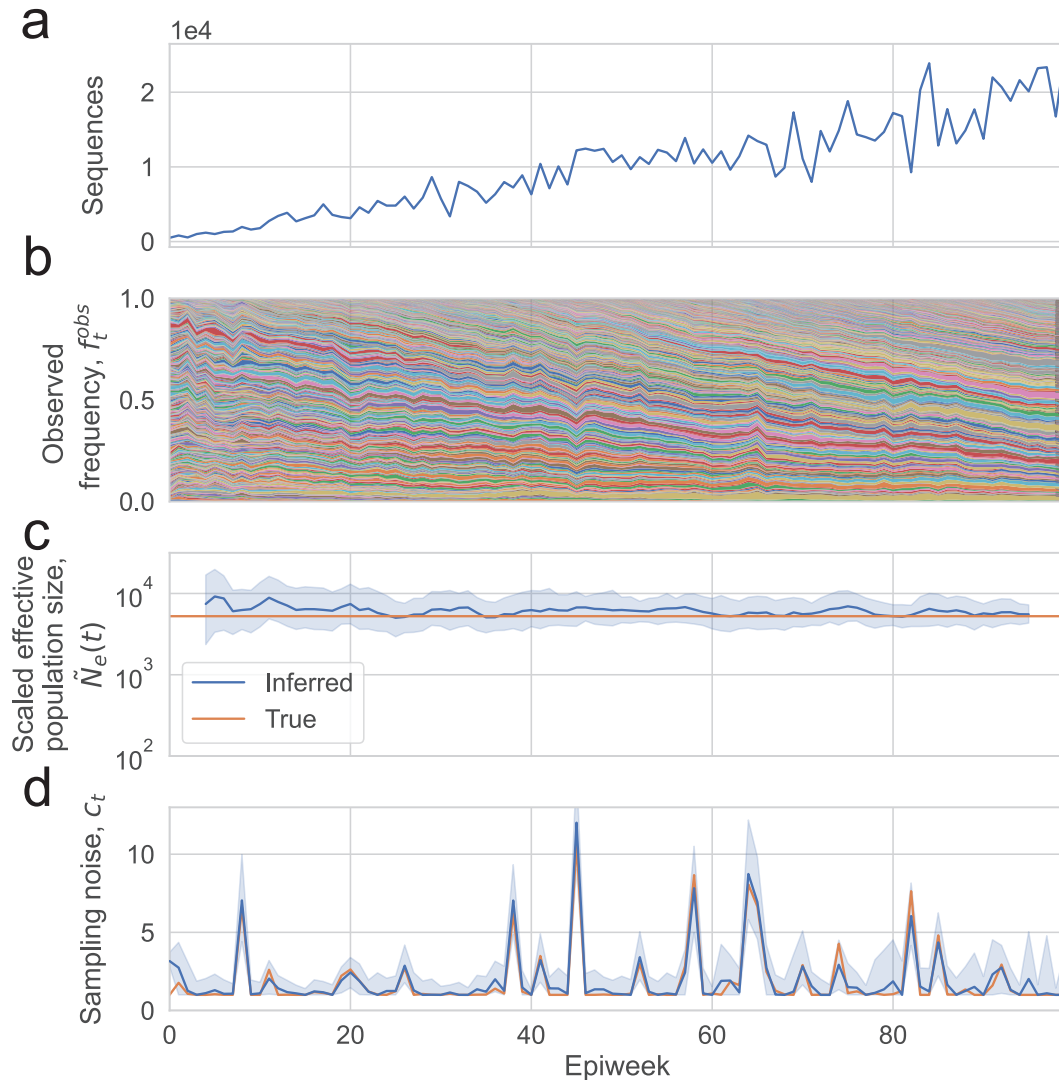 a
1e4
Sequences
2
1
0
b
Observed
frequency, f_t^obs
1.0
0.5
0.0
c
Scaled effective
population size,
Ñ_e(t)
10^4
10^3
10^2
Inferred
True
d
Sampling noise, c_t
10
5
0
0 20 40 60 80
Epiweek